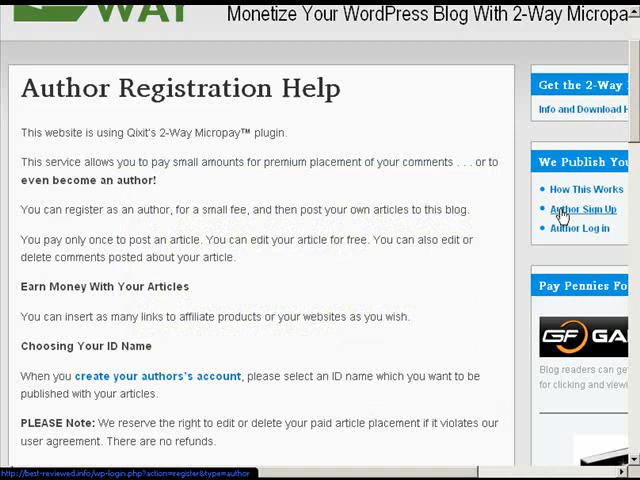 WAY
Monetize Your WordPress Blog With 2-Way Micropa
Author Registration Help
This website is using Qixit's 2-Way Micropay™ plugin.
This service allows you to pay small amounts for premium placement of your comments . . . or to
even become an author!
You can register as an author, for a small fee, and then post your own articles to this blog.
You pay only once to post an article. You can edit your article for free. You can also edit or
delete comments posted about your article.
Earn Money With Your Articles
You can insert as many links to affiliate products or your websites as you wish.
Choosing Your ID Name
When you create your authors's account, please select an ID name which you want to be
published with your articles.
PLEASE Note: We reserve the right to edit or delete your paid article placement if it violates our
user agreement. There are no refunds.
Get the 2-Way
Info and Download H
We Publish You
How This Works
Author Sign Up
Author Log in
Pay Pennies Fo
GF GA
Blog readers can ge
for clicking and view
http://best-reviewed.info/wp-login.php?action=register&type=author